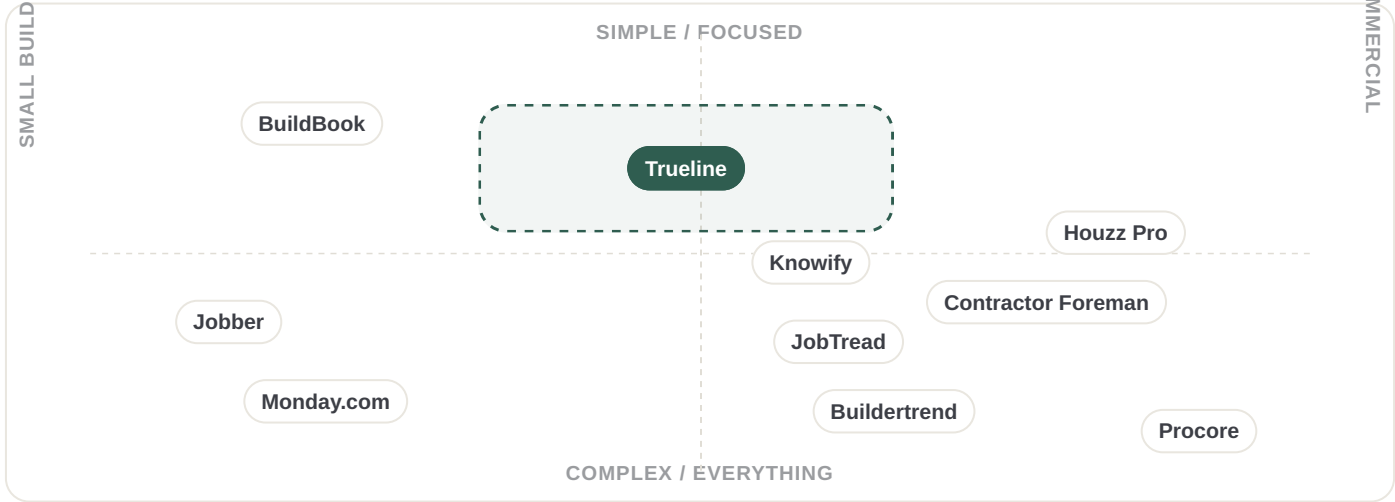 SMALL BUILD
SIMPLE / FOCUSED
MMERCIAL
BuildBook
Trueline
Houzz Pro
Knowify
Contractor Foreman
Jobber
JobTread
Monday.com
Buildertrend
Procore
COMPLEX / EVERYTHING